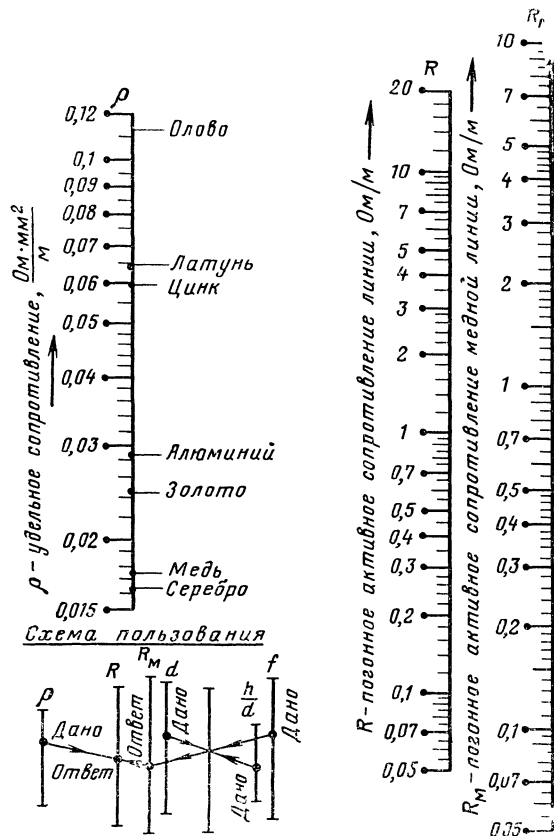 ρ
0,12
Олово
0,1
0,09
0,08
0,07
Латунь
0,06
Цинк
0,05
0,04
0,03
Алюминий
Золото
0,02
Медь
Серебро
0,015
ρ-удельное сопротивление, Ом·мм²/м
R
20
10
7
5
4
3
2
1
0,7
0,5
0,4
0,3
0,2
0,1
0,07
0,05
R-погонное активное сопротивление линии, Ом/м
10
7
5
4
3
2
1
0,7
0,5
0,4
0,3
0,2
0,1
0,07
0,05
Rм-погонное активное сопротивление медной линии, Ом/м
Схема пользования
ρ R Rм d h/d f
Дано
Ответ
Ответ
Дано
Дано
Дано